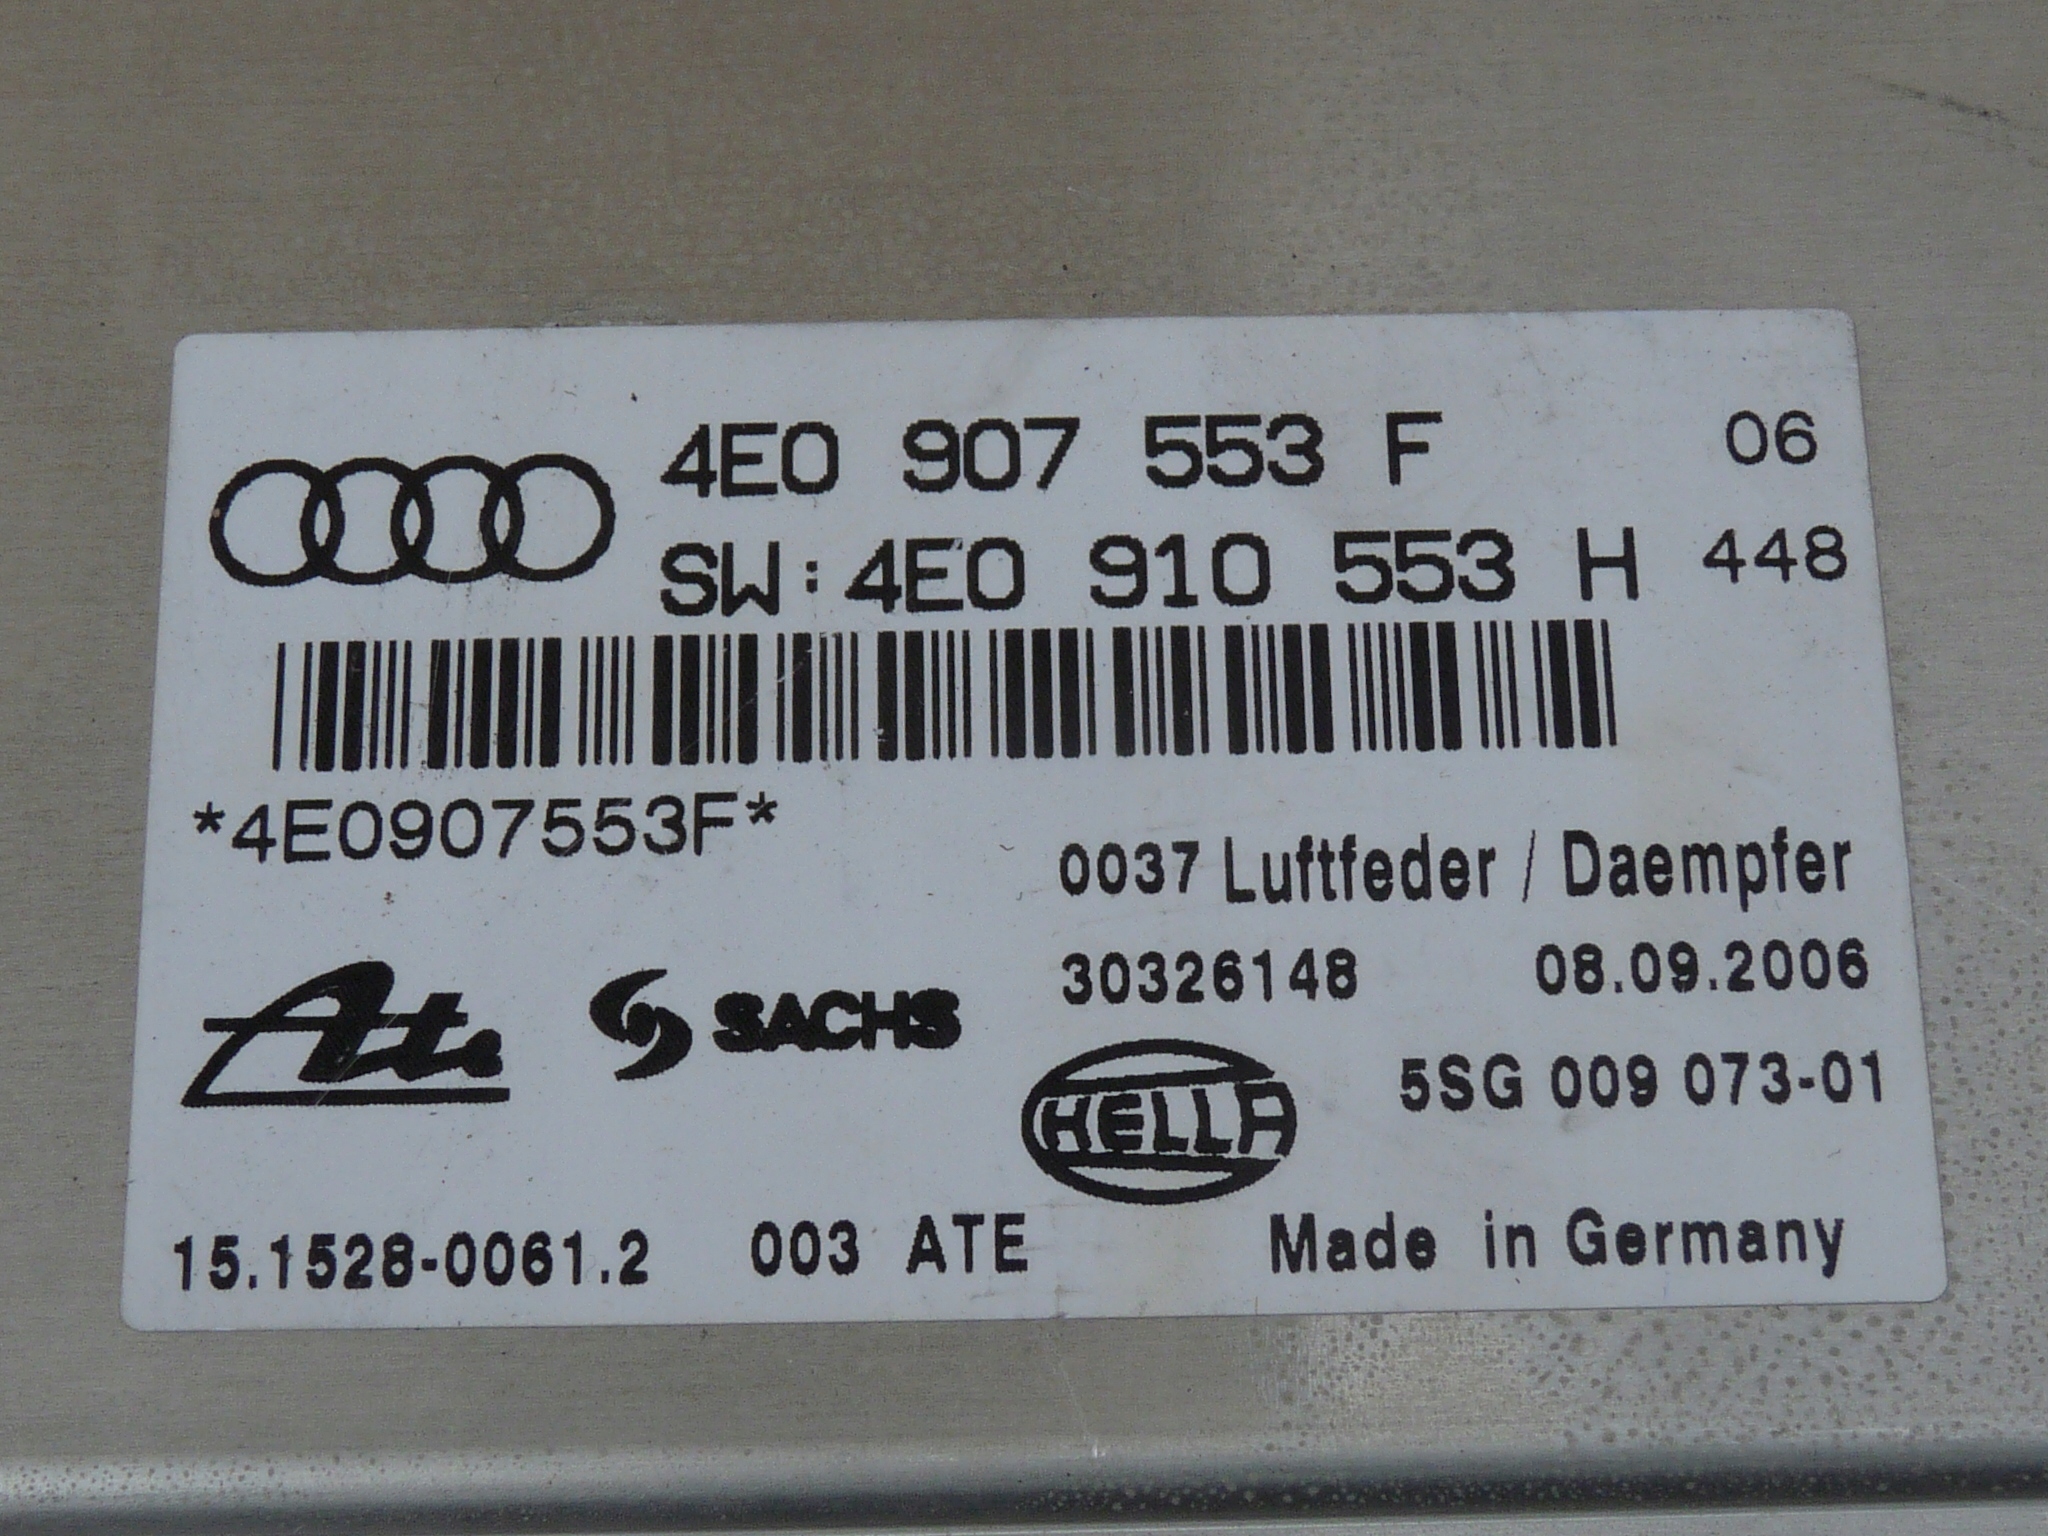 4E0 907 553 F 06
SW: 4E0 910 553 H 448
*4E0907553F*
0037 Luftfeder / Daempfer
30326148 08.09.2006
Ate SACHS
HELLA
5SG 009 073-01
15.1528-0061.2 003 ATE Made in Germany